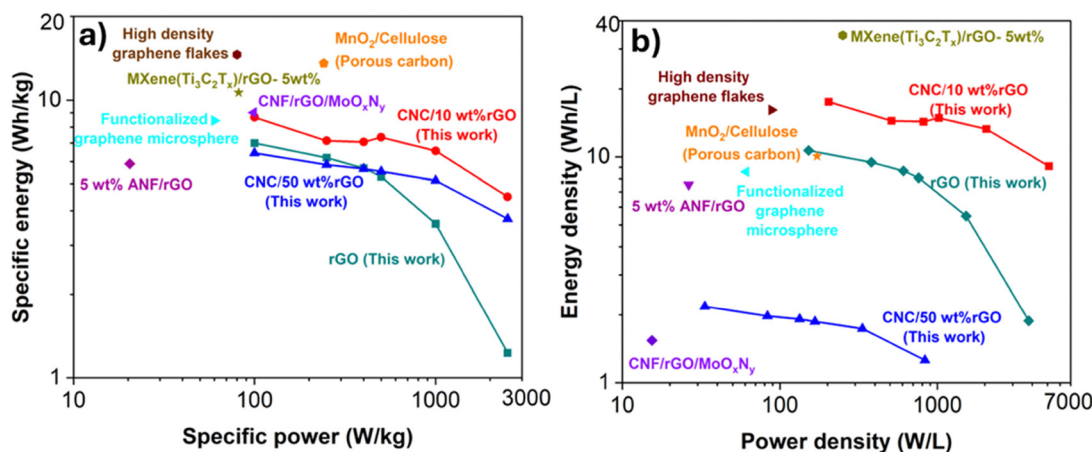 a)
20
10
1
Specific energy (Wh/kg)
High density
graphene flakes
MnO₂/Cellulose
(Porous carbon)
MXene(Ti₃C₂Tₓ)/rGO- 5wt%
CNF/rGO/MoOₓNᵧ
Functionalized
graphene microsphere
CNC/10 wt%rGO
(This work)
5 wt% ANF/rGO
CNC/50 wt%rGO
(This work)
rGO (This work)
10
100
1000
3000
Specific power (W/kg)
b)
40
10
1
Energy density (Wh/L)
MXene(Ti₃C₂Tₓ)/rGO- 5wt%
High density
graphene flakes
CNC/10 wt%rGO
(This work)
MnO₂/Cellulose
(Porous carbon)
rGO (This work)
5 wt% ANF/rGO
Functionalized
graphene
microsphere
CNC/50 wt%rGO
(This work)
CNF/rGO/MoOₓNᵧ
10
100
1000
7000
Power density (W/L)